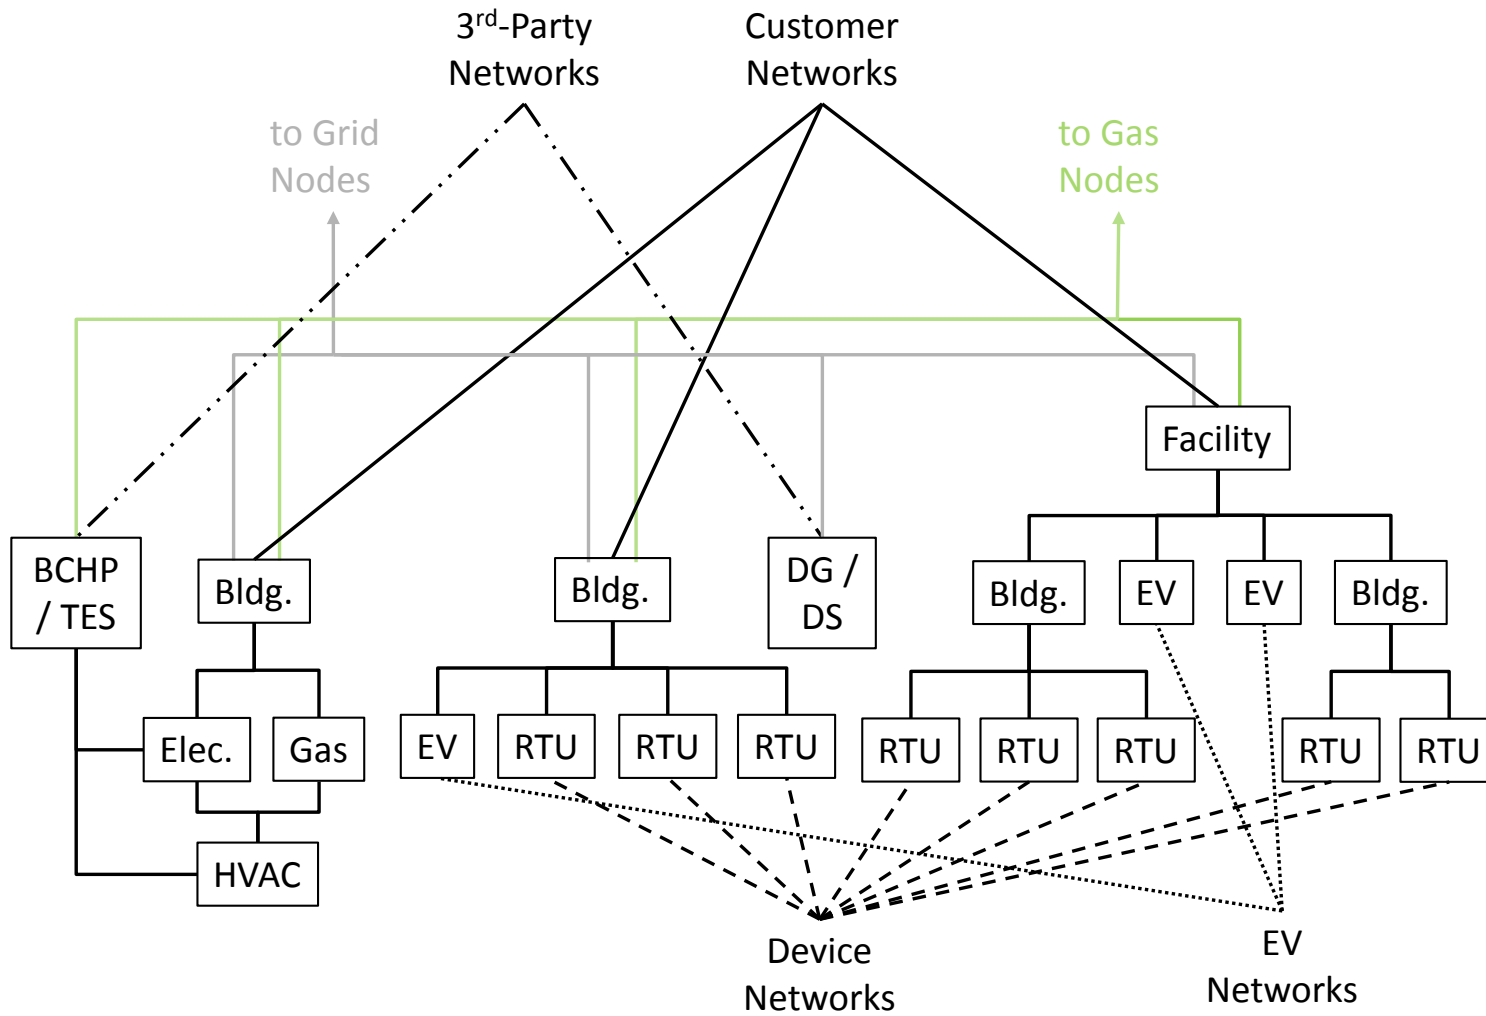 3rd-Party
Networks
Customer
Networks
to Grid
Nodes
to Gas
Nodes
Facility
BCHP
/ TES
Bldg.
Bldg.
DG /
DS
Bldg.
EV
EV
Bldg.
Elec.
Gas
EV
RTU
RTU
RTU
RTU
RTU
RTU
RTU
RTU
HVAC
Device
Networks
EV
Networks